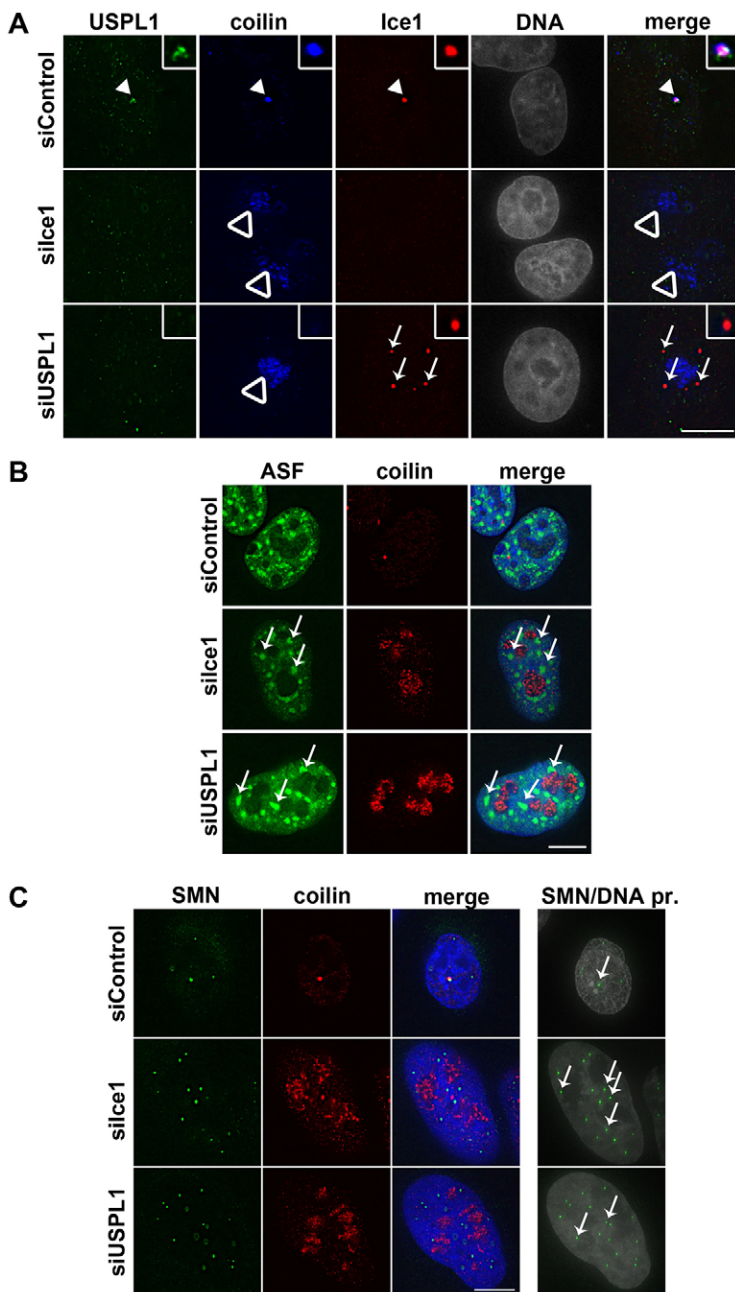 A
USPL1 coilin Ice1 DNA merge
siControl
siIce1
siUSPL1
B
ASF coilin merge
siControl
siIce1
siUSPL1
C
SMN coilin merge SMN/DNA pr.
siControl
siIce1
siUSPL1